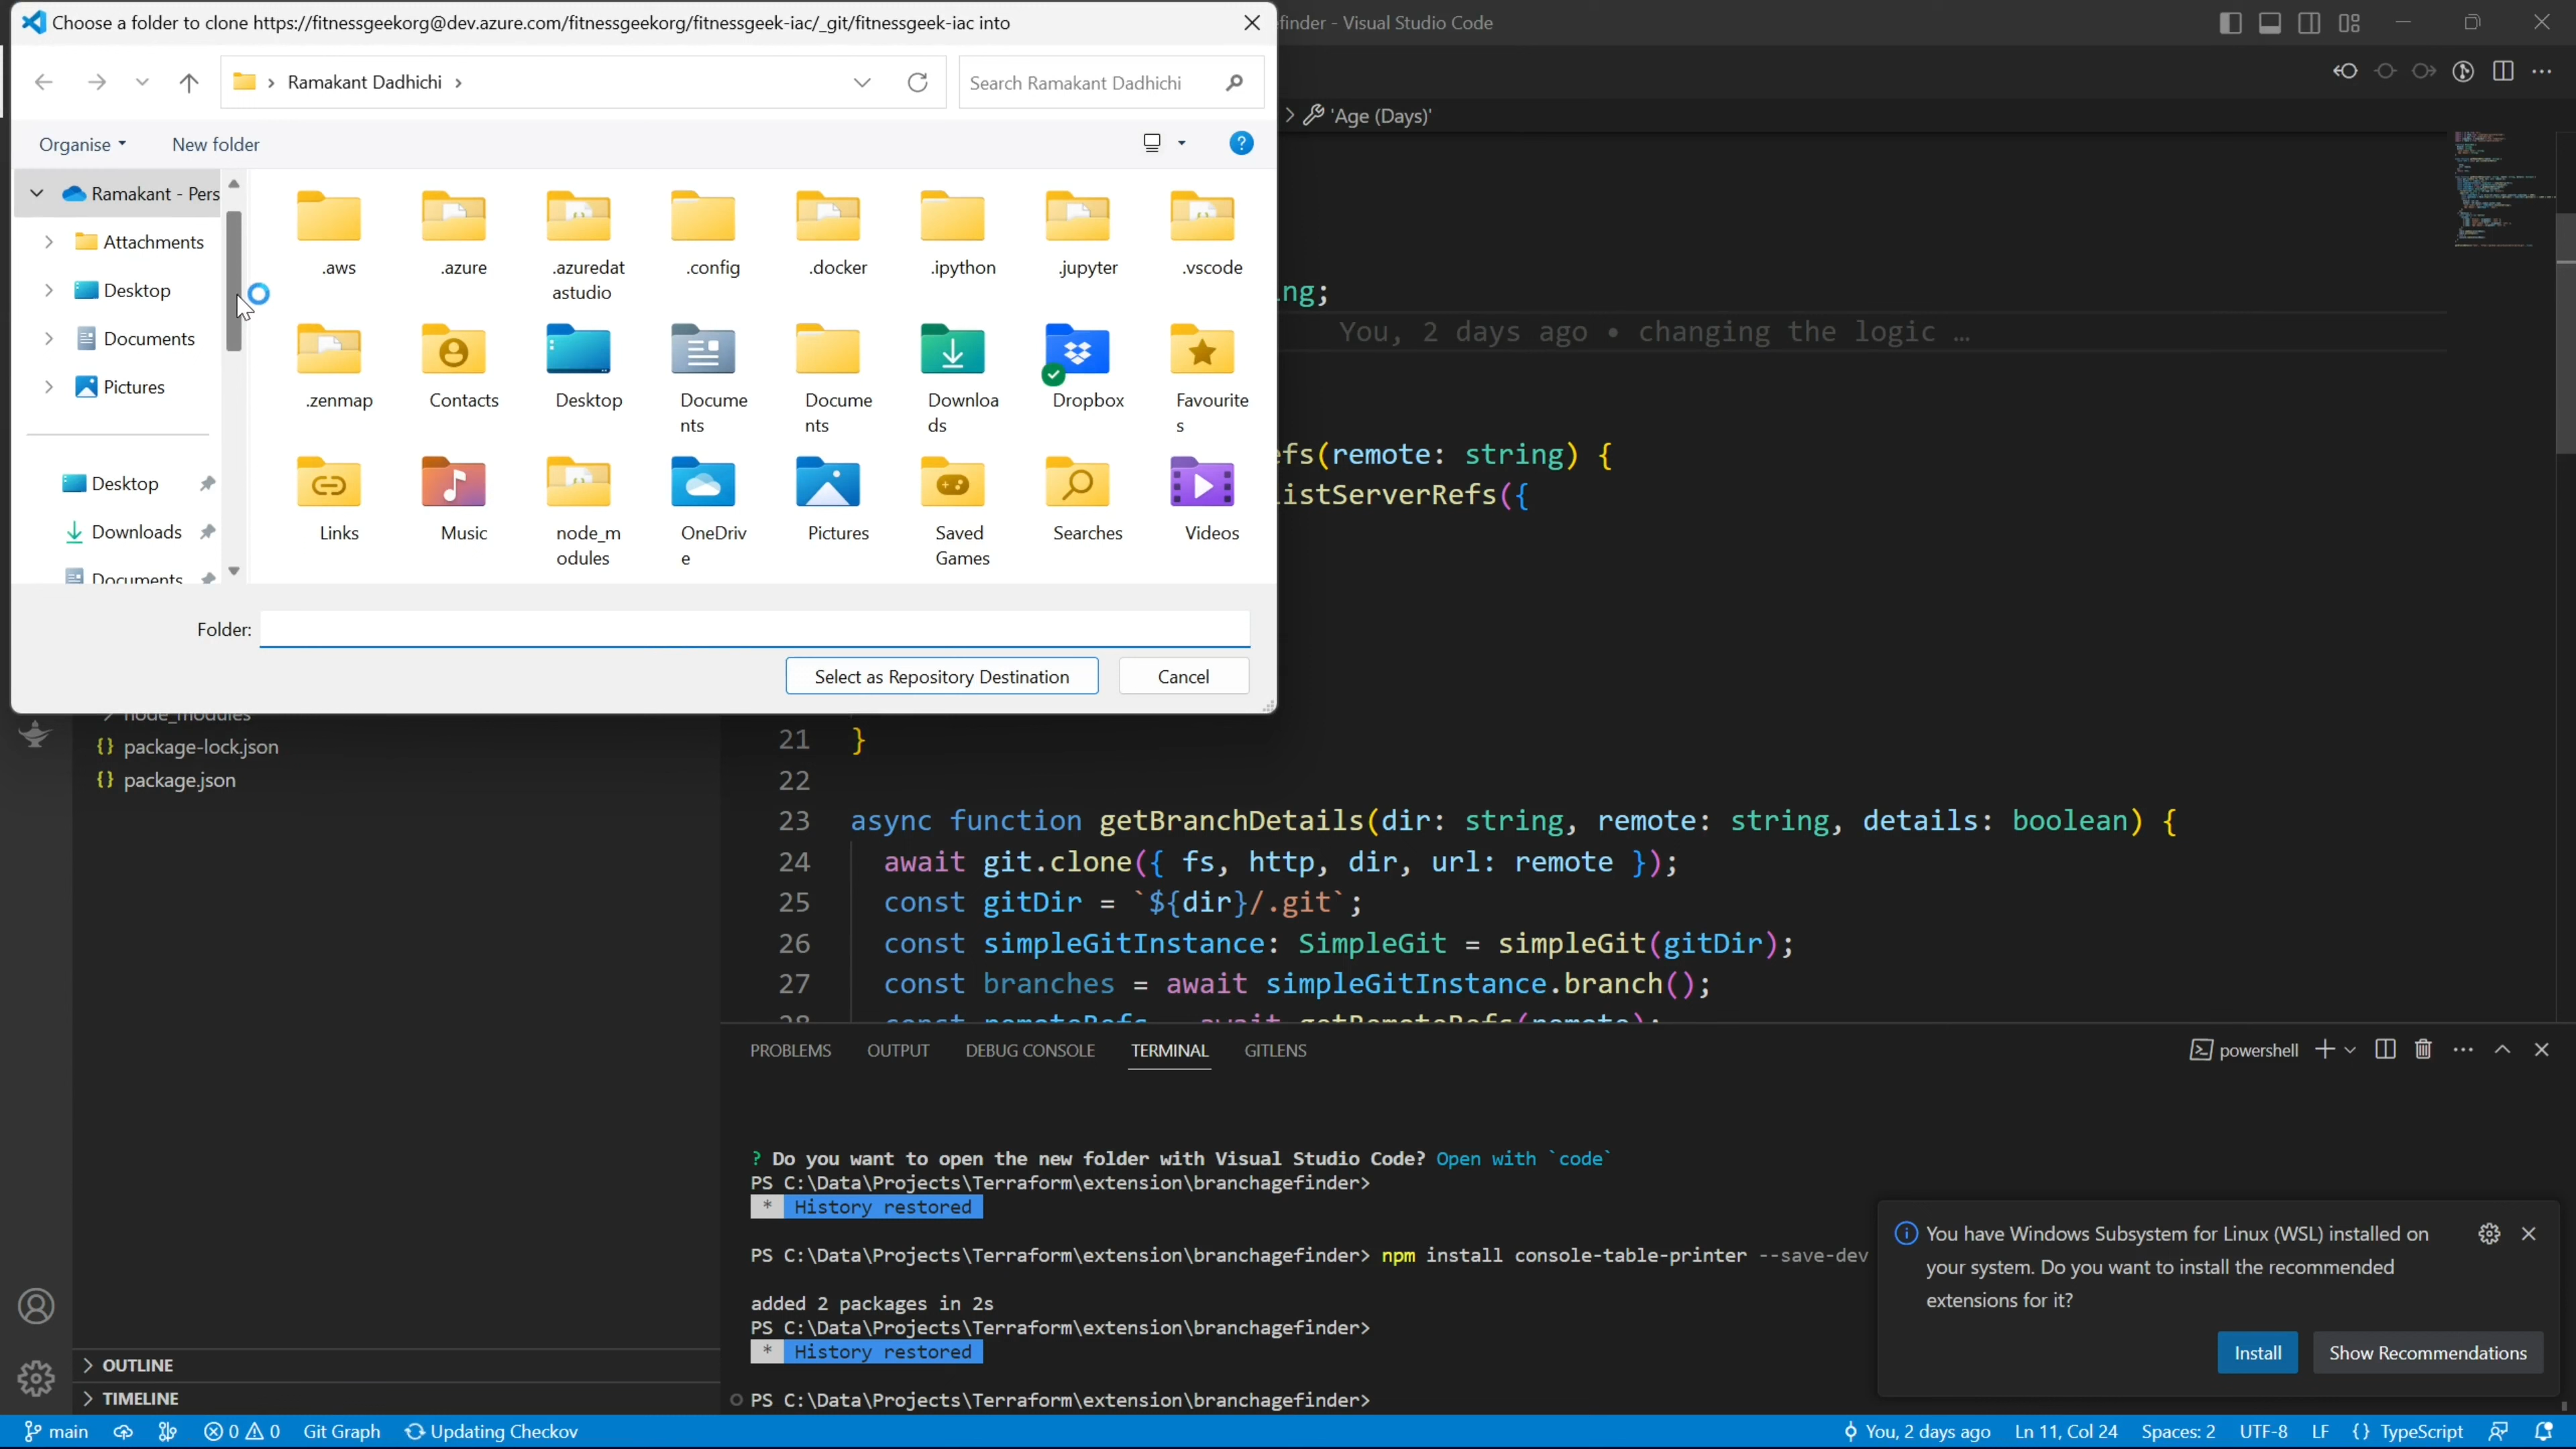 Choose a folder to clone https://fitnessgeekorg@dev.azure.com/fitnessgeekorg/fitnessgeek-iac/_git/fitnessgeek-iac into
finder - Visual Studio Code
Ramakant Dadhichi
Search Ramakant Dadhichi
Organise
New folder
Ramakant - Pers
Attachments
Desktop
Documents
Pictures
Desktop
Downloads
Documents
.aws
.azure
.azuredat
astudio
.config
.docker
.ipython
.jupyter
.vscode
.zenmap
Contacts
Desktop
Docume
nts
Docume
nts
Downloa
ds
Dropbox
Favourite
s
Links
Music
node_m
odules
OneDriv
e
Pictures
Saved
Games
Searches
Videos
Folder:
Select as Repository Destination
Cancel
'Age (Days)'
ng;
You, 2 days ago • changing the logic …
efs(remote: string) {
listServerRefs({
node_modules
{} package-lock.json
{} package.json
21 }
22
23 async function getBranchDetails(dir: string, remote: string, details: boolean) {
24 await git.clone({ fs, http, dir, url: remote });
25 const gitDir = `${dir}/.git`;
26 const simpleGitInstance: SimpleGit = simpleGit(gitDir);
27 const branches = await simpleGitInstance.branch();
28 const remoteRefs = await getRemoteRefs(remote);
PROBLEMS
OUTPUT
DEBUG CONSOLE
TERMINAL
GITLENS
powershell
? Do you want to open the new folder with Visual Studio Code? Open with `code`
PS C:\Data\Projects\Terraform\extension\branchagefinder>
* History restored
PS C:\Data\Projects\Terraform\extension\branchagefinder> npm install console-table-printer --save-dev
added 2 packages in 2s
PS C:\Data\Projects\Terraform\extension\branchagefinder>
* History restored
PS C:\Data\Projects\Terraform\extension\branchagefinder>
You have Windows Subsystem for Linux (WSL) installed on
your system. Do you want to install the recommended
extensions for it?
Install
Show Recommendations
OUTLINE
TIMELINE
main
0
0
Git Graph
Updating Checkov
You, 2 days ago
Ln 11, Col 24
Spaces: 2
UTF-8
LF
{} TypeScript